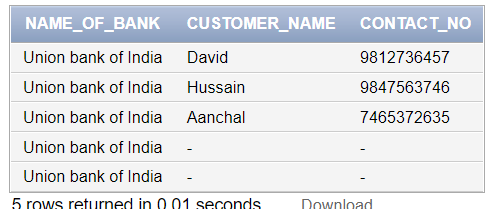 NAME_OF_BANK CUSTOMER_NAME CONTACT_NO
Union bank of India David 9812736457
Union bank of India Hussain 9847563746
Union bank of India Aanchal 7465372635
Union bank of India - -
Union bank of India - -
5 rows returned in 0.01 seconds Download